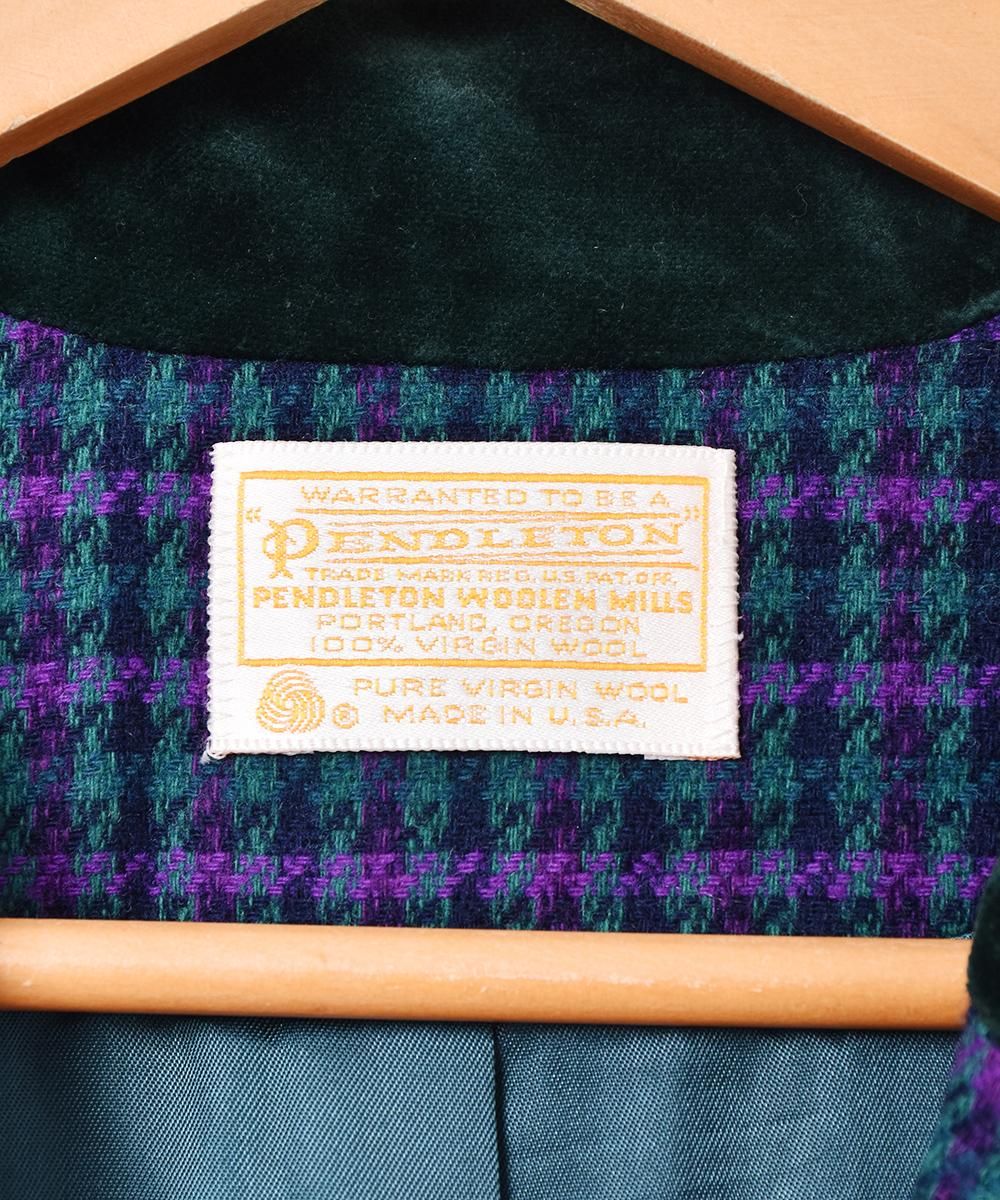 WARRANTED TO BE A
"PENDLETON"
TRADE MARK REG. U.S. PAT. OFF.
PENDLETON WOOLEN MILLS
PORTLAND, OREGON
100% VIRGIN WOOL
PURE VIRGIN WOOL
® MADE IN U.S.A.